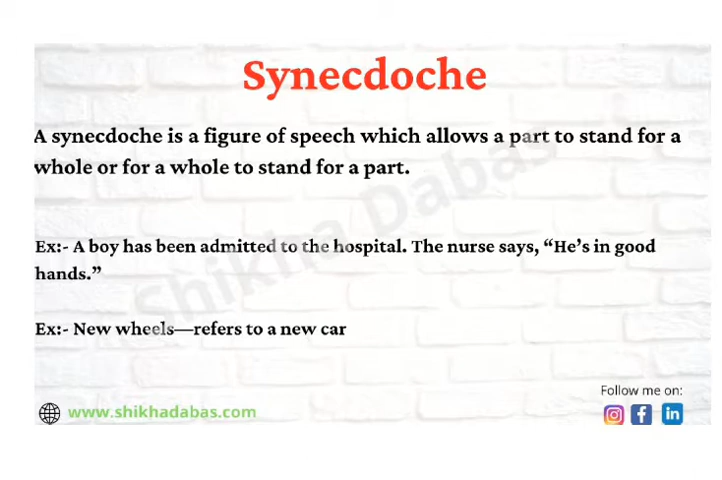 Synecdoche
A synecdoche is a figure of speech which allows a part to stand for a
whole or for a whole to stand for a part.
Shikha Dabas
Ex:- A boy has been admitted to the hospital. The nurse says, “He’s in good
hands.”
Ex:- New wheels—refers to a new car
Follow me on:
www.shikhadabas.com